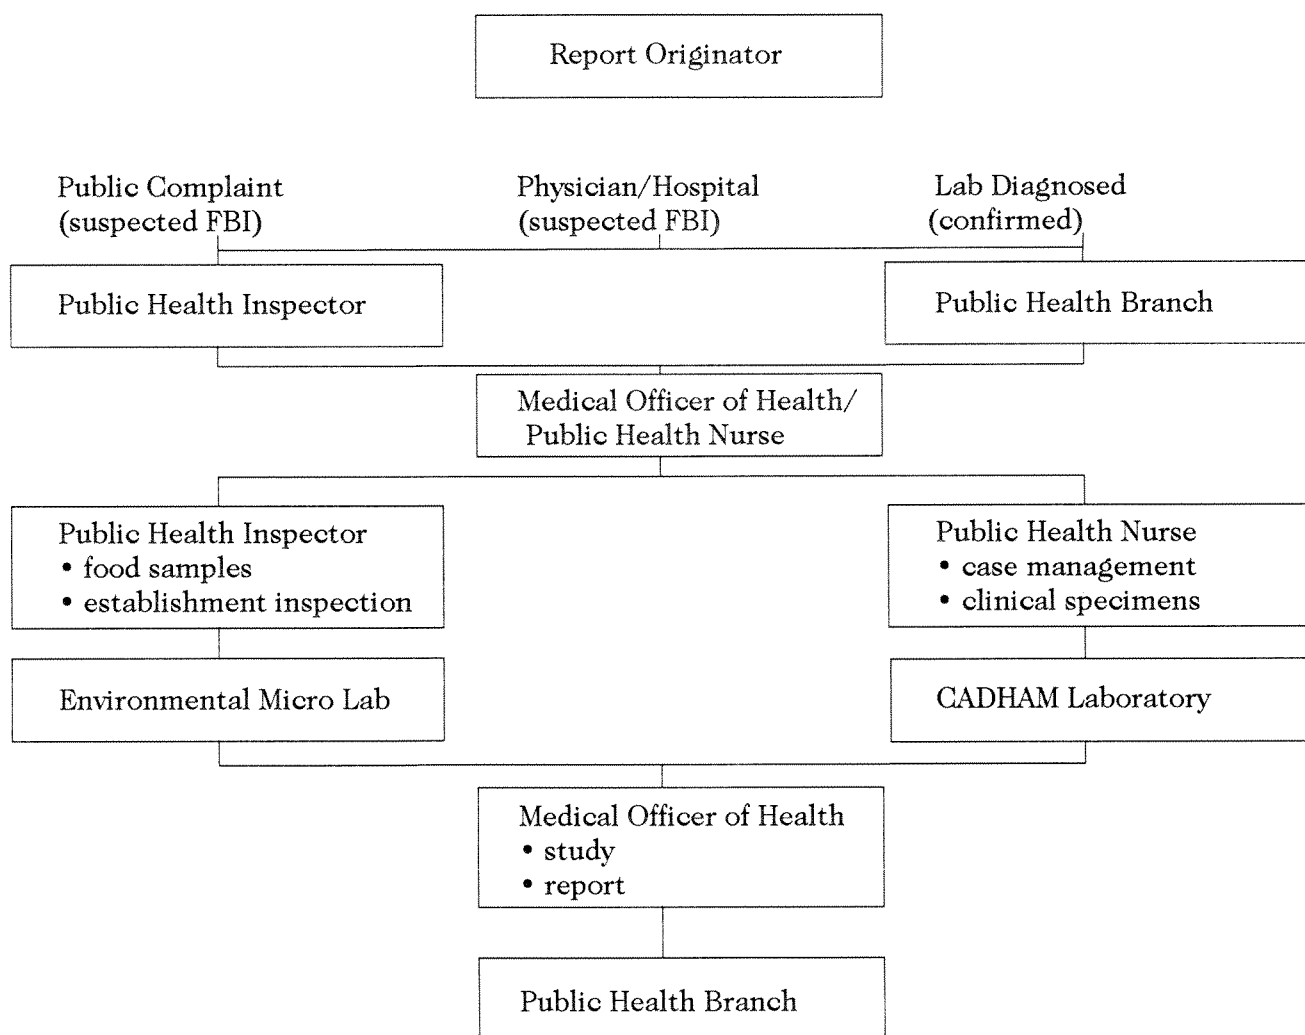 Report Originator
Public Complaint
(suspected FBI)
Physician/Hospital
(suspected FBI)
Lab Diagnosed
(confirmed)
Public Health Inspector
Public Health Branch
Medical Officer of Health/
Public Health Nurse
Public Health Inspector
• food samples
• establishment inspection
Public Health Nurse
• case management
• clinical specimens
Environmental Micro Lab
CADHAM Laboratory
Medical Officer of Health
• study
• report
Public Health Branch